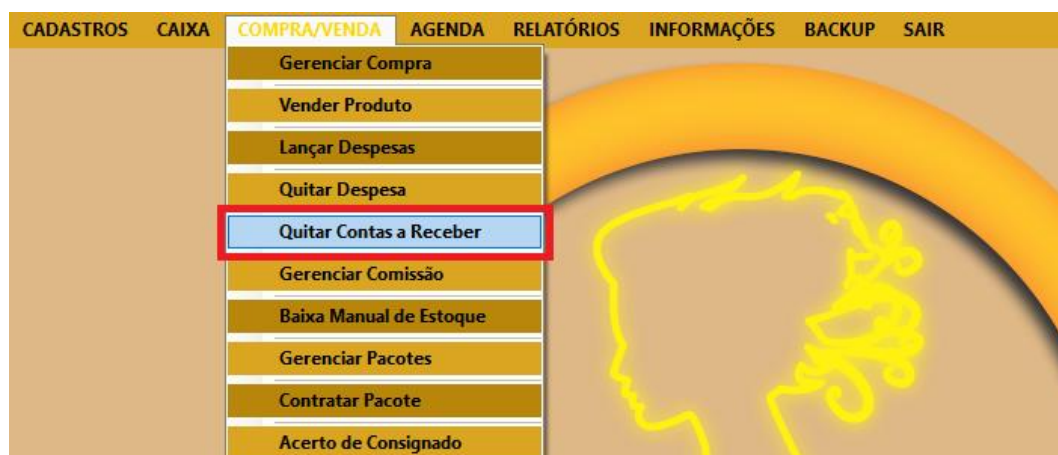 CADASTROS CAIXA COMPRA/VENDA AGENDA RELATÓRIOS INFORMAÇÕES BACKUP SAIR
Gerenciar Compra
Vender Produto
Lançar Despesas
Quitar Despesa
Quitar Contas a Receber
Gerenciar Comissão
Baixa Manual de Estoque
Gerenciar Pacotes
Contratar Pacote
Acerto de Consignado